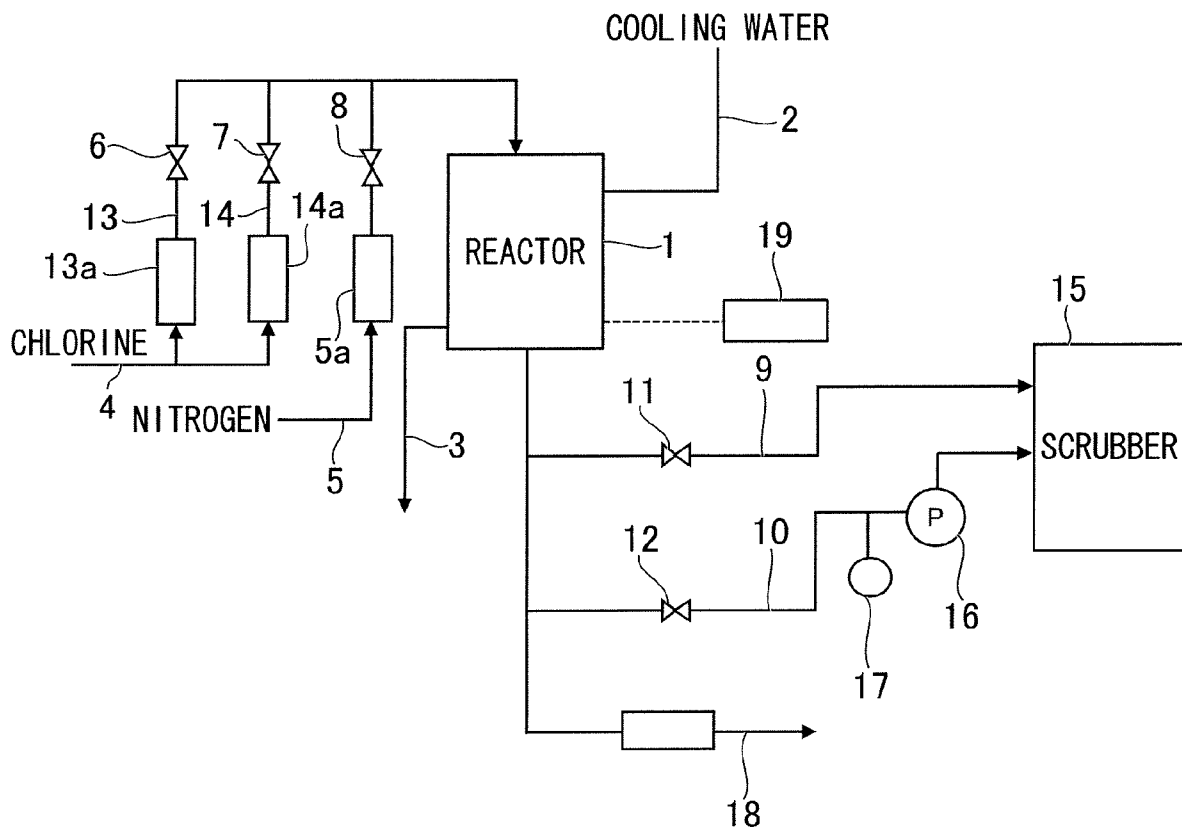 COOLING WATER
8
7
2
6
13
14
14a
REACTOR
1
19
13a
15
5a
CHLORINE
4
11
9
NITROGEN
5
3
SCRUBBER
P
12
10
16
17
18